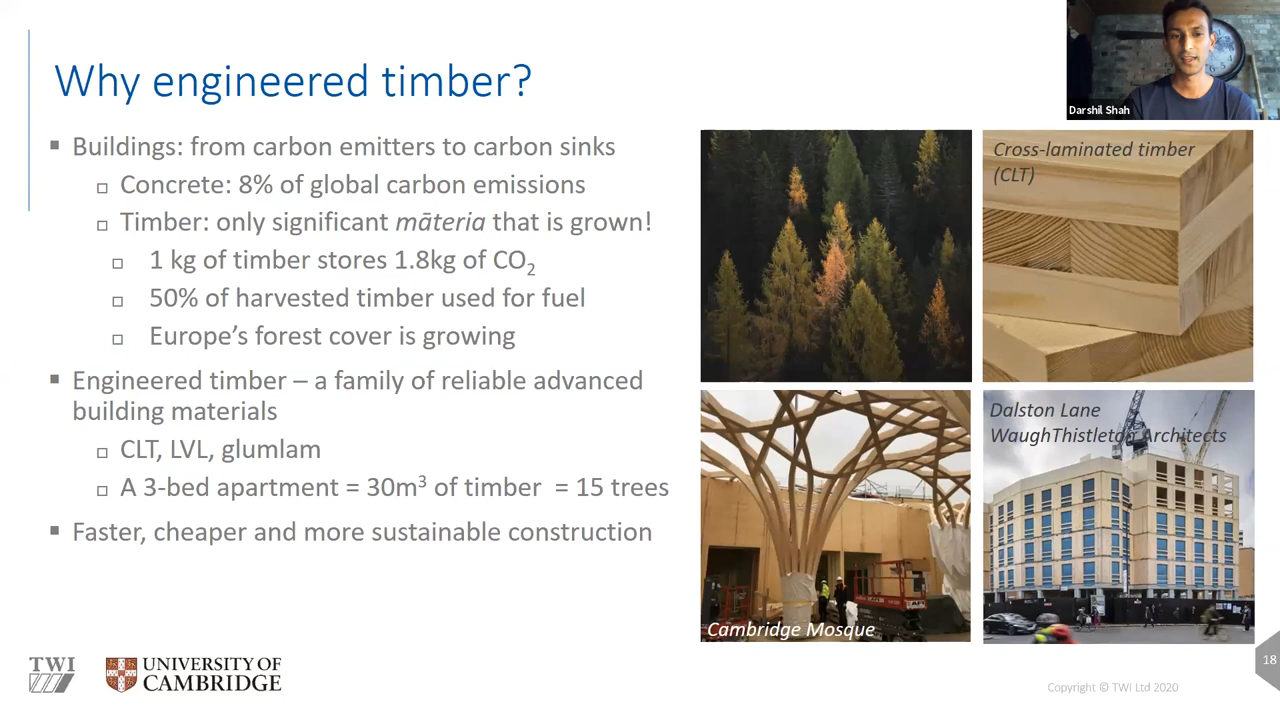 Why engineered timber?
Darshil Shah
▪ Buildings: from carbon emitters to carbon sinks
▫ Concrete: 8% of global carbon emissions
▫ Timber: only significant māteria that is grown!
▫ 1 kg of timber stores 1.8kg of CO₂
▫ 50% of harvested timber used for fuel
▫ Europe’s forest cover is growing
▪ Engineered timber – a family of reliable advanced
building materials
▫ CLT, LVL, glumlam
▫ A 3-bed apartment = 30m³ of timber = 15 trees
▪ Faster, cheaper and more sustainable construction
Cross-laminated timber
(CLT)
Cambridge Mosque
Dalston Lane
WaughThistleton Architects
TWI
UNIVERSITY OF
CAMBRIDGE
Copyright © TWI Ltd 2020
18